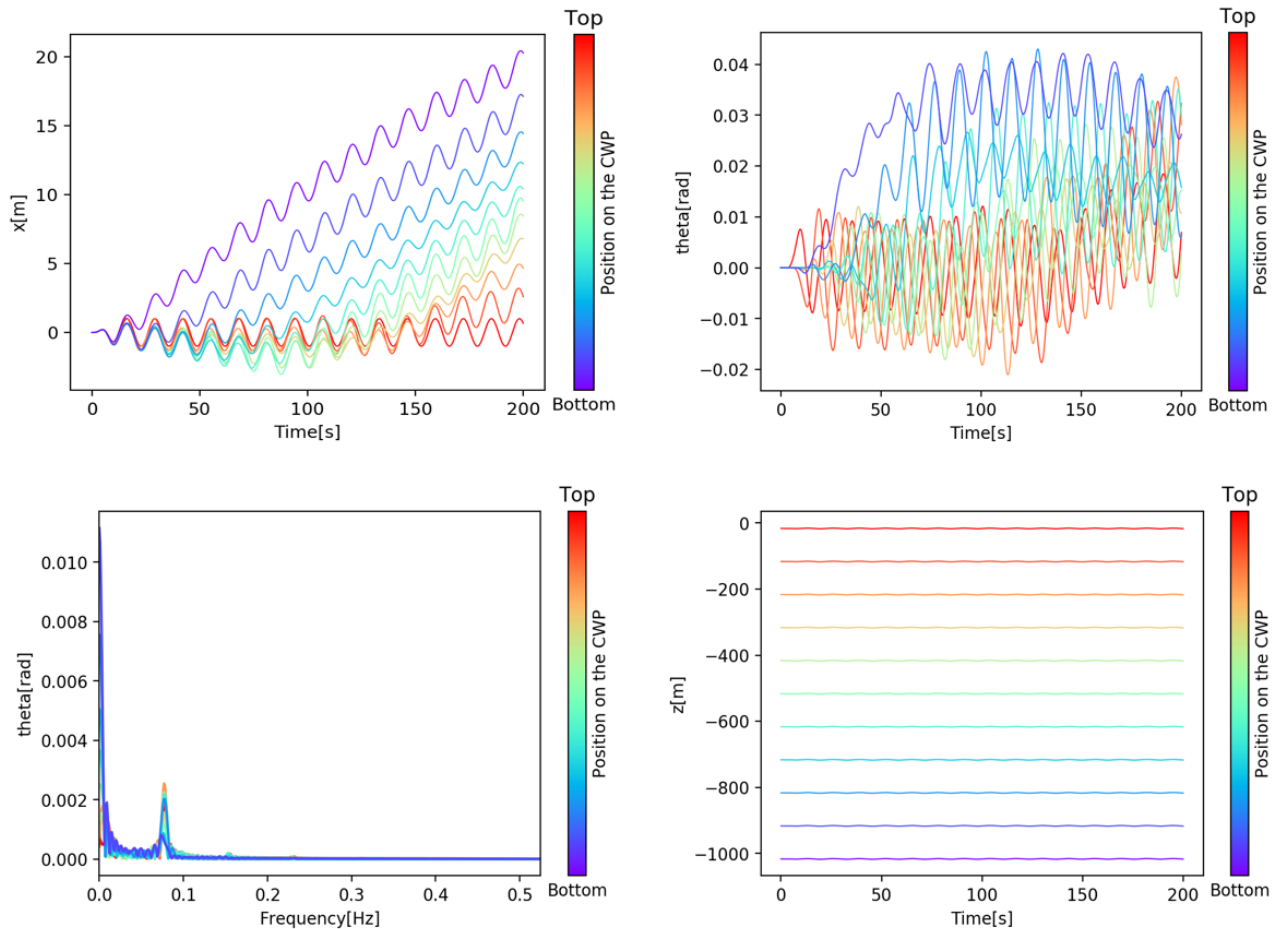 Top
20
15
10
5
0
x[m]
0 50 100 150 200
Time[s]
Position on the CWP
Bottom
Top
0.04
0.03
0.02
0.01
0.00
−0.01
−0.02
theta[rad]
0 50 100 150 200
Time[s]
Position on the CWP
Bottom
Top
0.010
0.008
0.006
0.004
0.002
0.000
theta[rad]
0.0 0.1 0.2 0.3 0.4 0.5
Frequency[Hz]
Position on the CWP
Bottom
Top
0
−200
−400
−600
−800
−1000
z[m]
0 50 100 150 200
Time[s]
Position on the CWP
Bottom